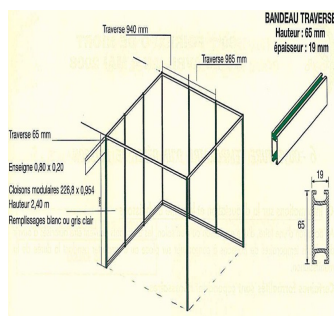 Traverse 940 mm
BANDEAU TRAVERSE
Hauteur : 65 mm
épaisseur : 19 mm
Traverse 985 mm
Traverse 65 mm
Enseigne 0,80 x 0,20
Cloisons modulaires 226,8 x 0,954
Hauteur 2,40 m
Remplissages blanc ou gris clair
19
65